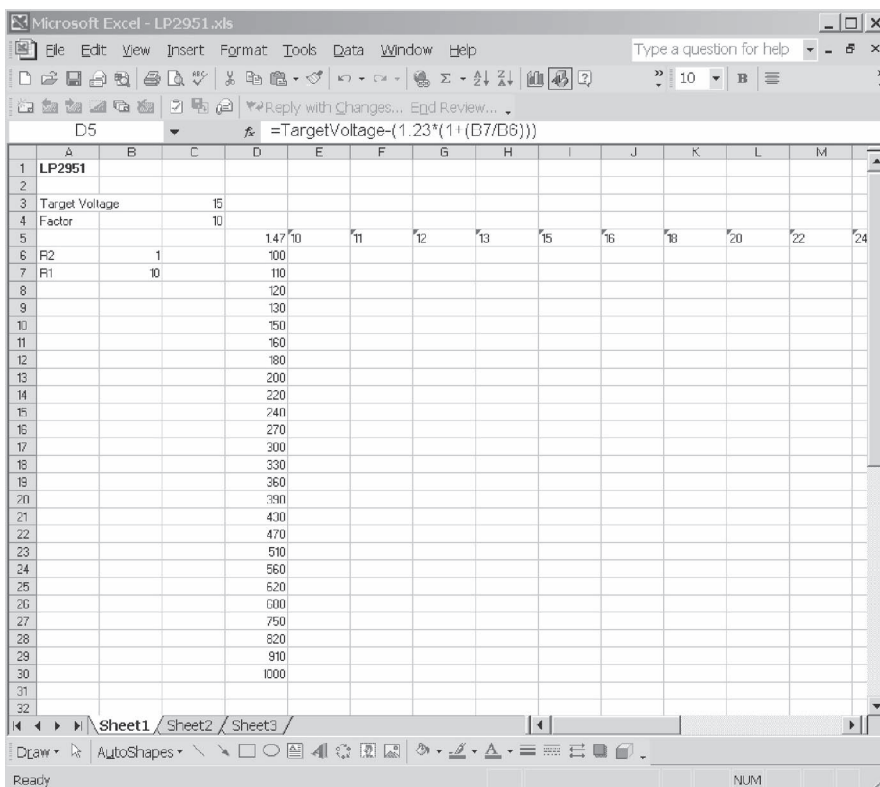 Microsoft Excel - LP2951.xls
File Edit View Insert Format Tools Data Window Help Type a question for help
10 B
Reply with Changes... End Review...
D5 fx =TargetVoltage-(1.23*(1+(B7/B6)))
A B C D E F G H I J K L M
1 LP2951
2
3 Target Voltage 15
4 Factor 10
5 1.47 10 11 12 13 15 16 18 20 22 24
6 R2 1 100
7 R1 10 110
8 120
9 130
10 150
11 160
12 180
13 200
14 220
15 240
16 270
17 300
18 330
19 360
20 390
21 430
22 470
23 510
24 560
25 620
26 680
27 750
28 820
29 910
30 1000
31
32
Sheet1 Sheet2 Sheet3
Draw AutoShapes
Ready NUM